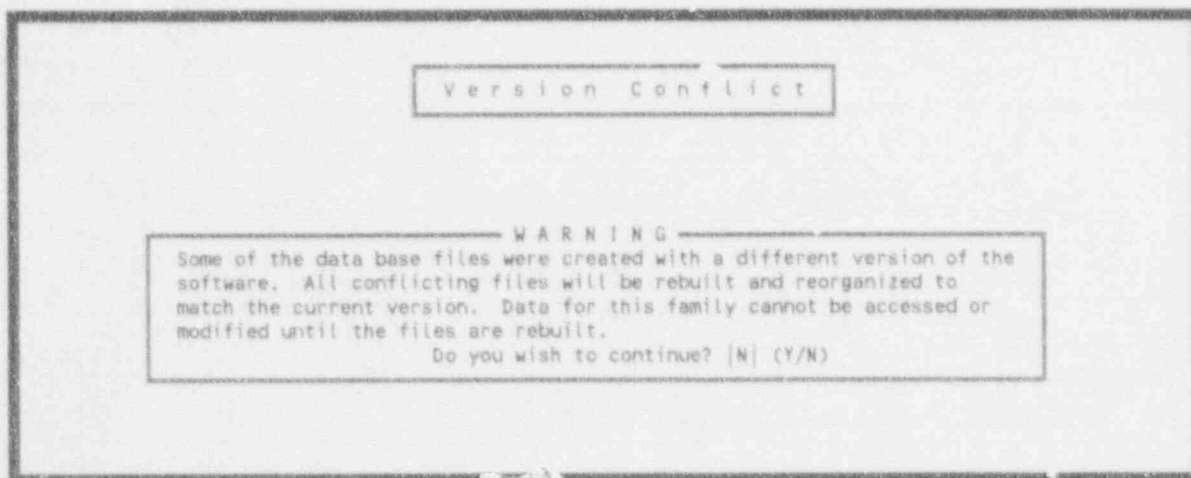 Version Conflict
WARNING
Some of the data base files were created with a different version of the
software. All conflicting files will be rebuilt and reorganized to
match the current version. Data for this family cannot be accessed or
modified until the files are rebuilt.
Do you wish to continue? |N| (Y/N)